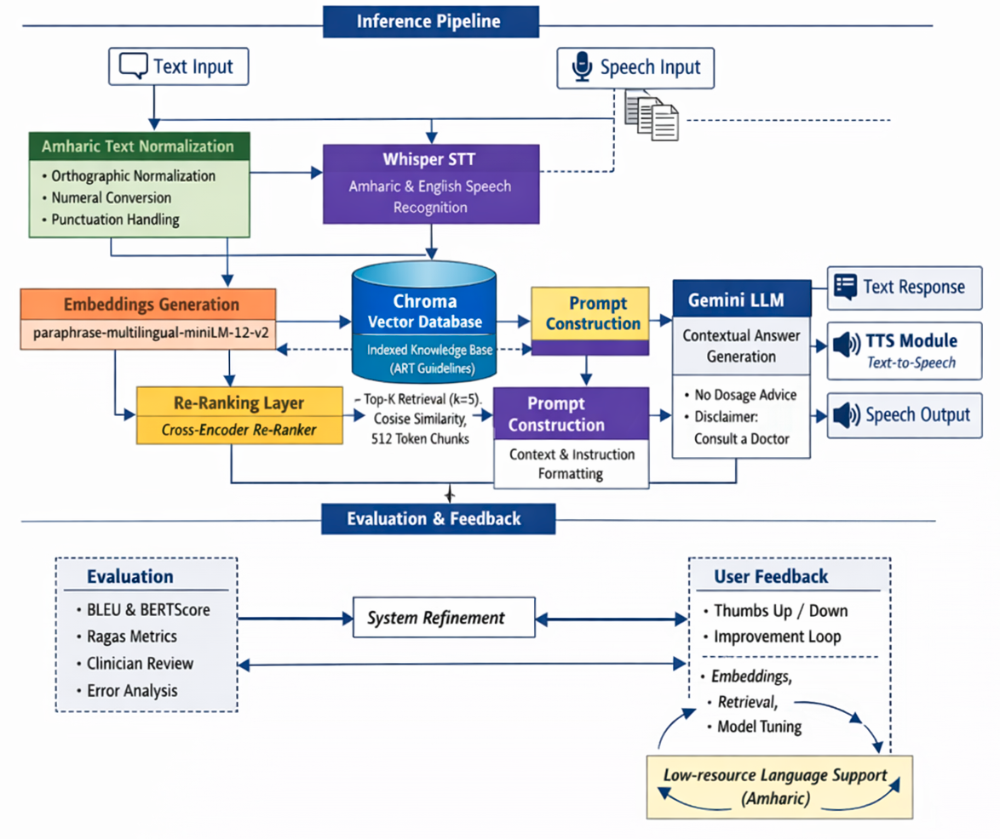 Inference Pipeline
Text Input
Speech Input
Amharic Text Normalization
• Orthographic Normalization
• Numeral Conversion
• Punctuation Handling
Whisper STT
Amharic & English Speech
Recognition
Embeddings Generation
paraphrase-multilingual-miniLM-12-v2
Chroma
Vector Database
Indexed Knowledge Base
(ART Guidelines)
Prompt
Construction
Gemini LLM
Contextual Answer
Generation
• No Dosage Advice
• Disclaimer:
Consult a Doctor
Text Response
TTS Module
Text-to-Speech
Speech Output
Re-Ranking Layer
Cross-Encoder Re-Ranker
~ Top-K Retrieval (k=5).
Cosise Similarity,
512 Token Chunks
Prompt
Construction
Context & Instruction
Formatting
Evaluation & Feedback
Evaluation
• BLEU & BERTScore
• Ragas Metrics
• Clinician Review
• Error Analysis
System Refinement
User Feedback
• Thumbs Up / Down
• Improvement Loop
• Embeddings,
• Retrieval,
• Model Tuning
Low-resource Language Support
(Amharic)